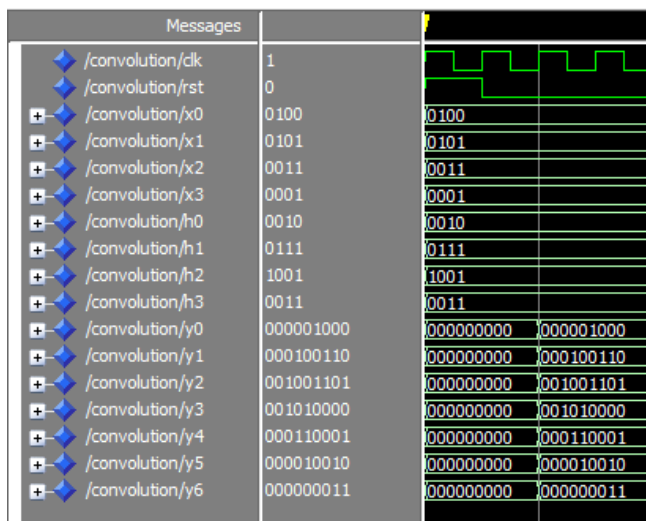 Messages
/convolution/clk 1
/convolution/rst 0
/convolution/x0 0100 0100
/convolution/x1 0101 0101
/convolution/x2 0011 0011
/convolution/x3 0001 0001
/convolution/h0 0010 0010
/convolution/h1 0111 0111
/convolution/h2 1001 1001
/convolution/h3 0011 0011
/convolution/y0 000001000 000000000 000001000
/convolution/y1 000100110 000000000 000100110
/convolution/y2 001001101 000000000 001001101
/convolution/y3 001010000 000000000 001010000
/convolution/y4 000110001 000000000 000110001
/convolution/y5 000010010 000000000 000010010
/convolution/y6 000000011 000000000 000000011